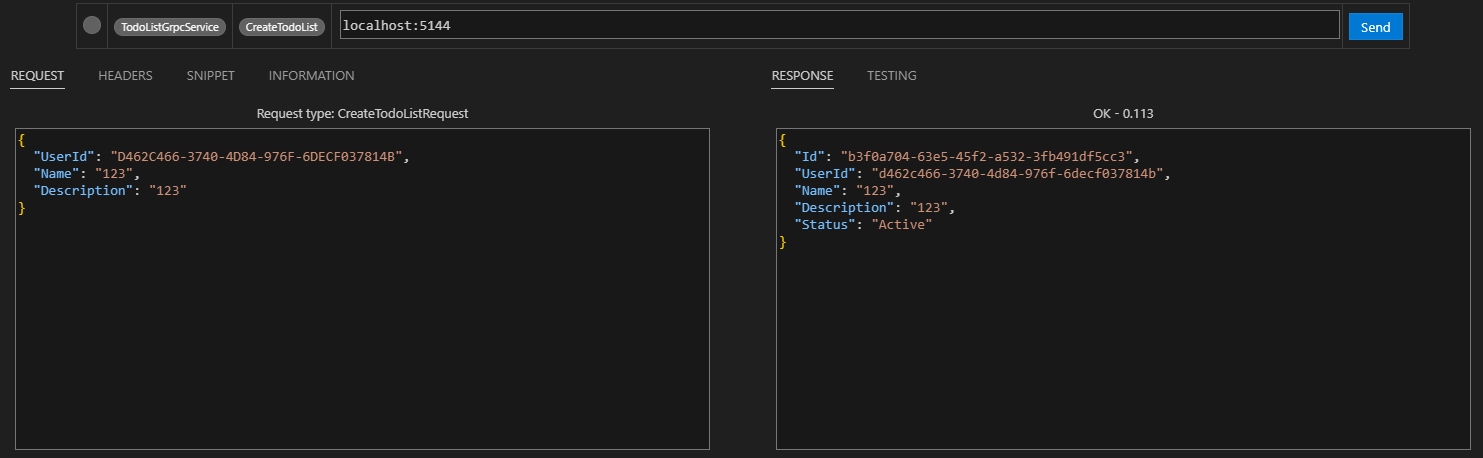 TodoListGrpcService CreateTodoList localhost:5144 Send
REQUEST HEADERS SNIPPET INFORMATION
Request type: CreateTodoListRequest
{
"UserId": "D462C466-3740-4D84-976F-6DECF037814B",
"Name": "123",
"Description": "123"
}
RESPONSE TESTING
OK - 0.113
{
"Id": "b3f0a704-63e5-45f2-a532-3fb491df5cc3",
"UserId": "d462c466-3740-4d84-976f-6decf037814b",
"Name": "123",
"Description": "123",
"Status": "Active"
}